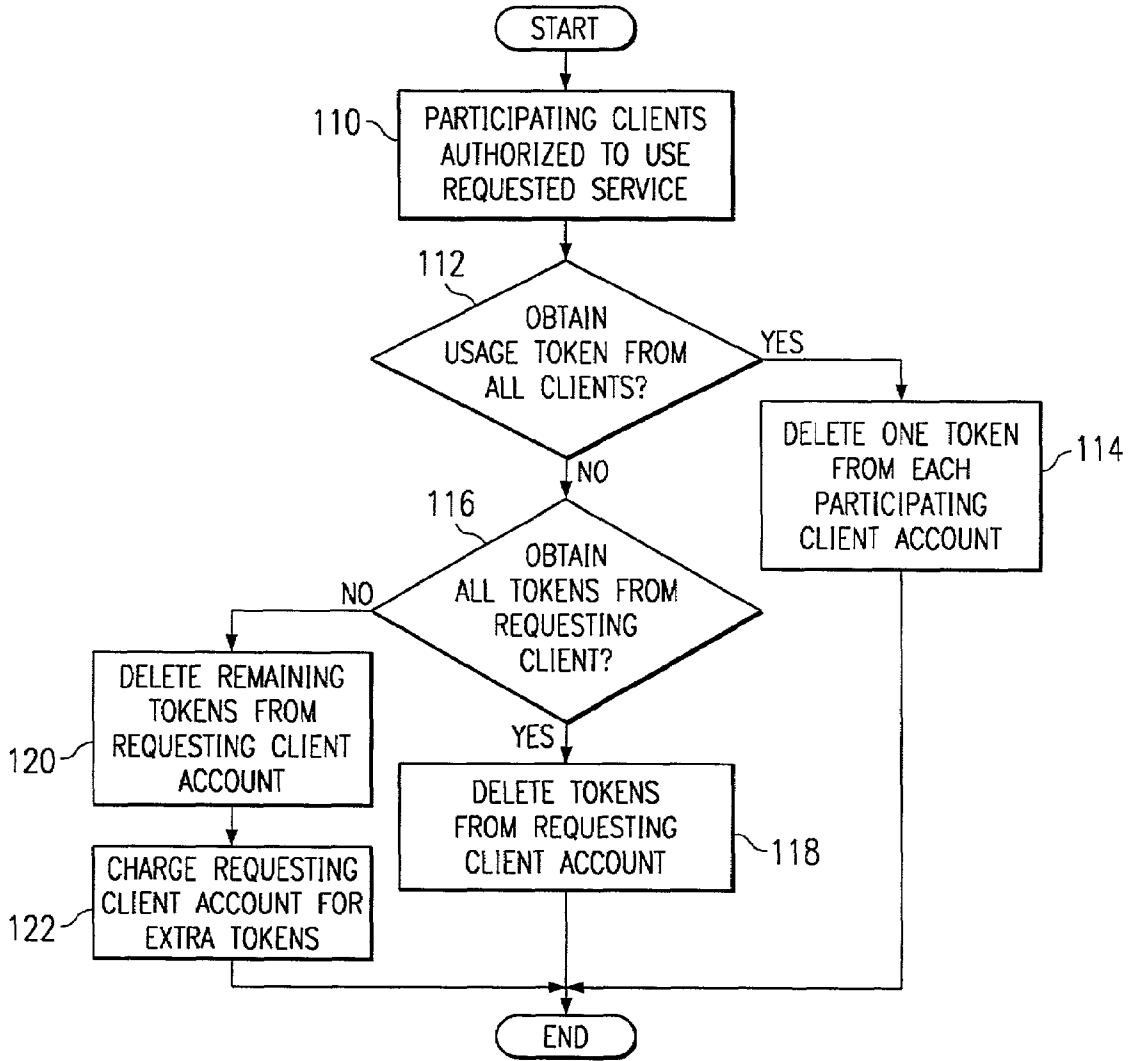 START
110
PARTICIPATING CLIENTS
AUTHORIZED TO USE
REQUESTED SERVICE
112
OBTAIN
USAGE TOKEN FROM
ALL CLIENTS?
YES
NO
DELETE ONE TOKEN
FROM EACH
PARTICIPATING
CLIENT ACCOUNT
114
116
OBTAIN
ALL TOKENS FROM
REQUESTING
CLIENT?
NO
YES
DELETE REMAINING
TOKENS FROM
REQUESTING CLIENT
ACCOUNT
120
DELETE TOKENS
FROM REQUESTING
CLIENT ACCOUNT
118
CHARGE REQUESTING
CLIENT ACCOUNT FOR
EXTRA TOKENS
122
END